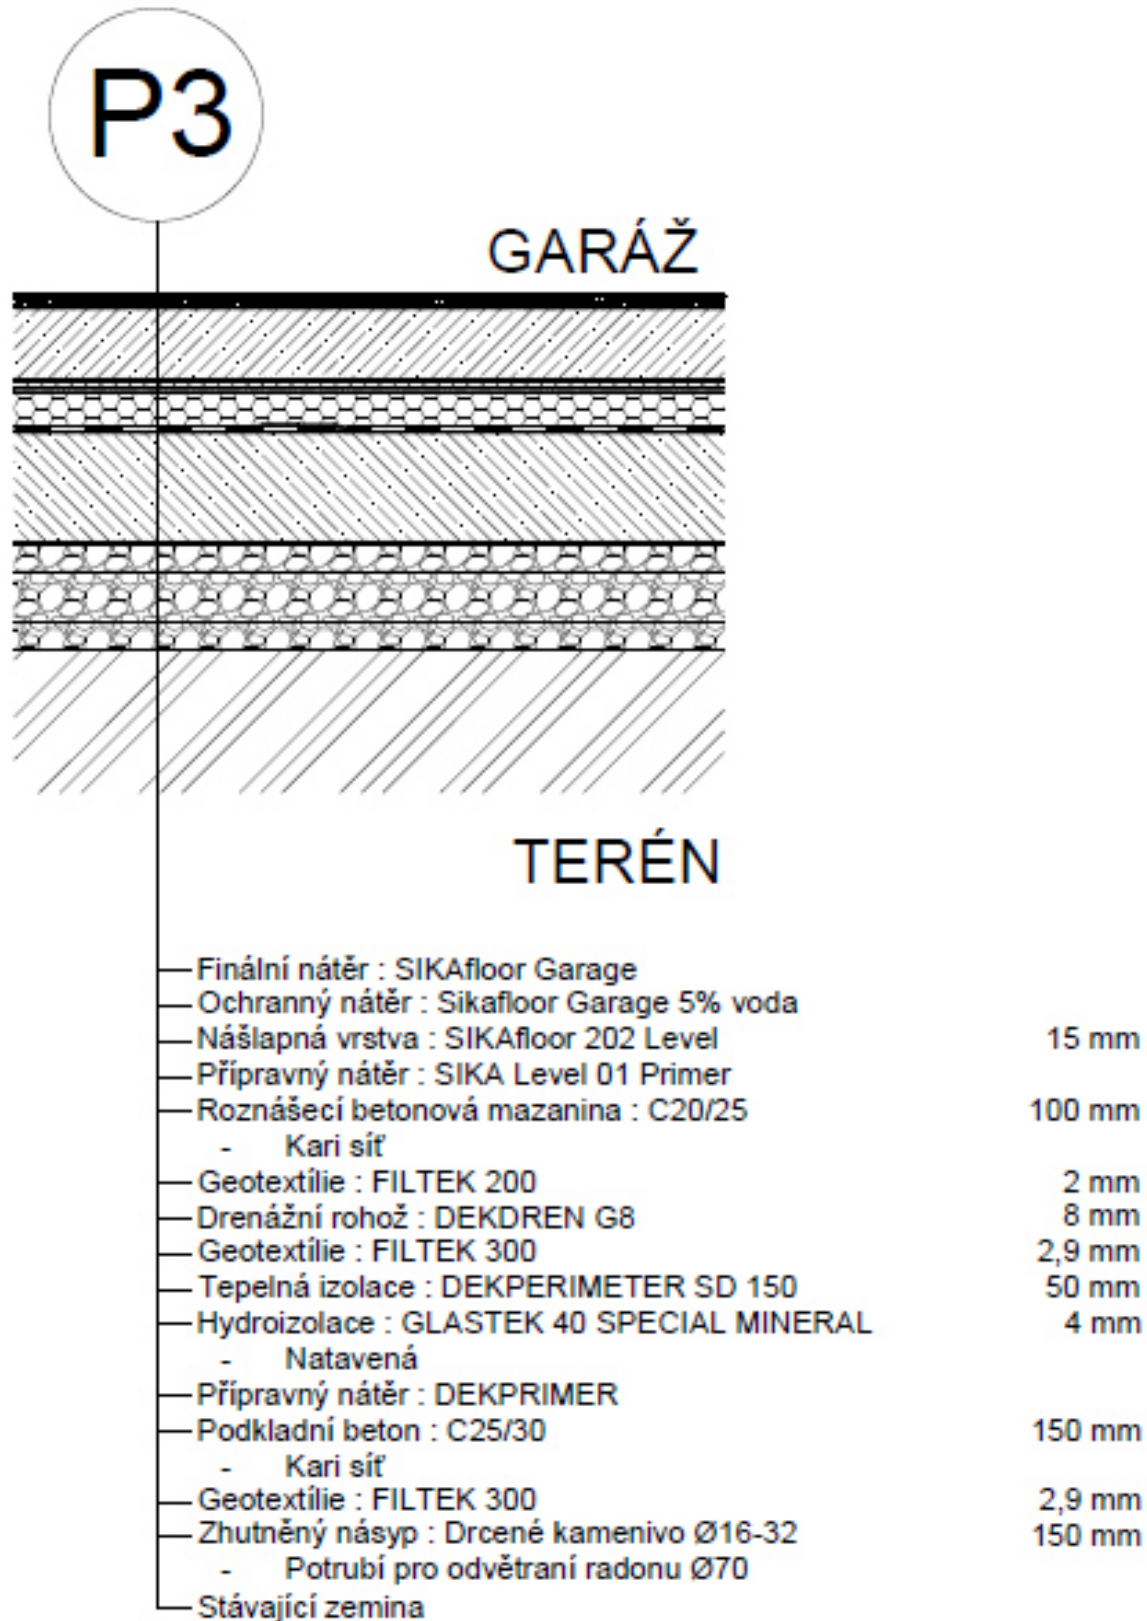 P3
GARÁŽ
TERÉN
Finální nátěr : SIKAfloor Garage
Ochranný nátěr : Sikafloor Garage 5% voda
Nášlapná vrstva : SIKAfloor 202 Level 15 mm
Přípravný nátěr : SIKA Level 01 Primer
Roznášecí betonová mazanina : C20/25 100 mm
- Kari síť
Geotextílie : FILTEK 200 2 mm
Drenážní rohož : DEKDREN G8 8 mm
Geotextílie : FILTEK 300 2,9 mm
Tepelná izolace : DEKPERIMETER SD 150 50 mm
Hydroizolace : GLASTEK 40 SPECIAL MINERAL 4 mm
- Natavená
Přípravný nátěr : DEKPRIMER
Podkladní beton : C25/30 150 mm
- Kari síť
Geotextílie : FILTEK 300 2,9 mm
Zhutněný násyp : Drcené kamenivo Ø16-32 150 mm
- Potrubí pro odvětraní radonu Ø70
Stávající zemina